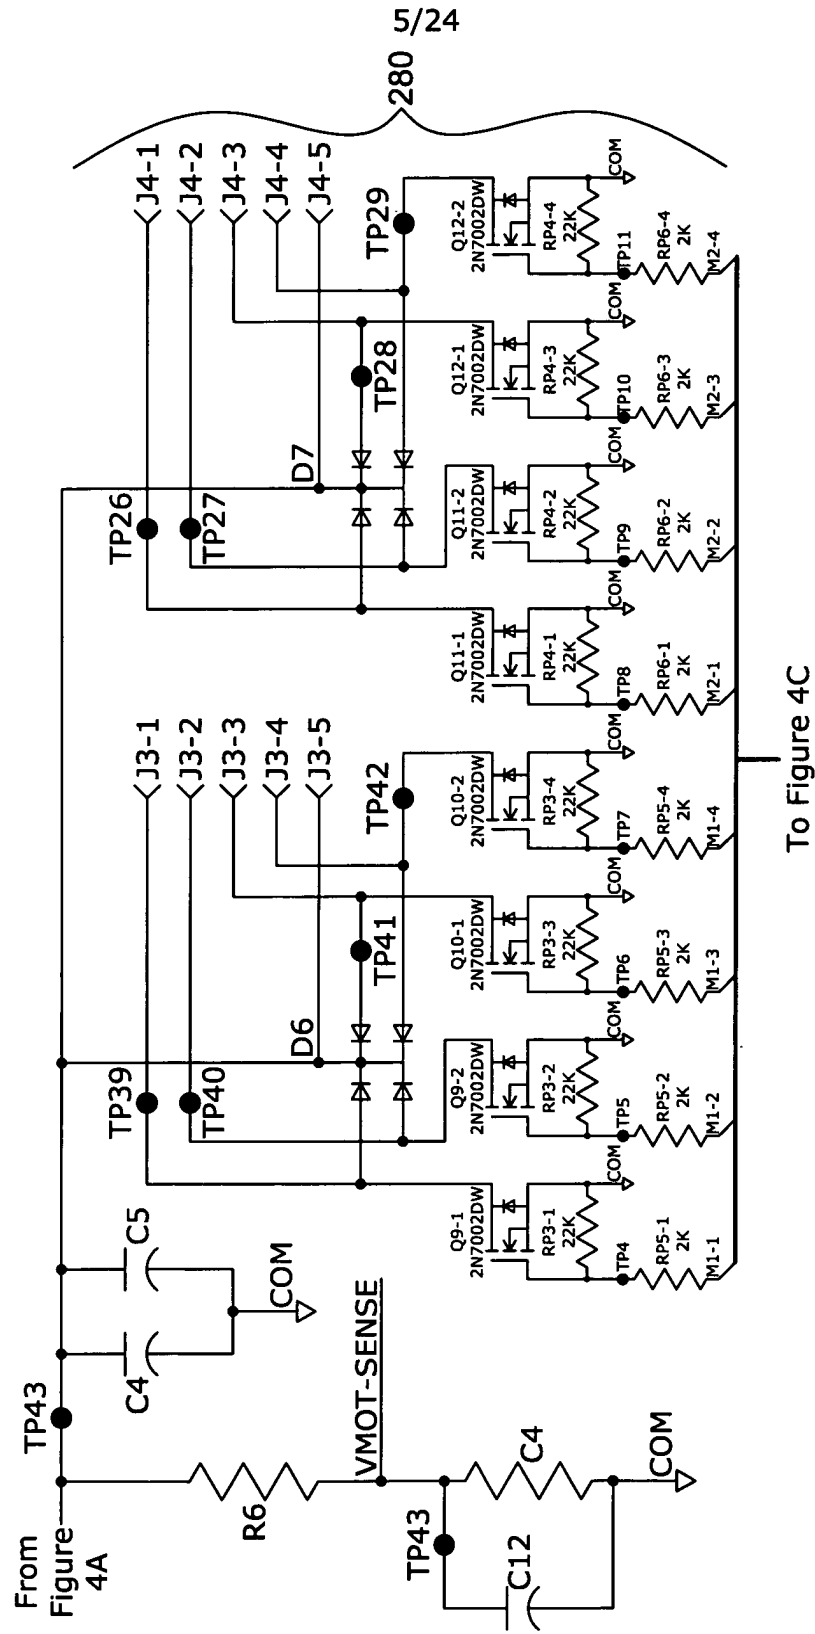 5/24
280
J4-1
J4-2
J4-3
J4-4
J4-5
TP29
TP28
D7
TP26
TP27
J3-1
J3-2
J3-3
J3-4
J3-5
TP42
TP41
D6
TP39
TP40
C5
C4
COM
TP43
From
Figure
4A
R6
VMOT-SENSE
TP43
C12
C4
COM
Q12-2
2N7002DW
RP4-4
22K
COM
TP11
RP6-4
2K
M2-4
Q12-1
2N7002DW
RP4-3
22K
COM
TP10
RP6-3
2K
M2-3
Q11-2
2N7002DW
RP4-2
22K
COM
TP9
RP6-2
2K
M2-2
Q11-1
2N7002DW
RP4-1
22K
COM
TP8
RP6-1
2K
M2-1
Q10-2
2N7002DW
RP3-4
22K
COM
TP7
RP5-4
2K
M1-4
Q10-1
2N7002DW
RP3-3
22K
COM
TP6
RP5-3
2K
M1-3
Q9-2
2N7002DW
RP3-2
22K
COM
TP5
RP5-2
2K
M1-2
Q9-1
2N7002DW
RP3-1
22K
COM
TP4
RP5-1
2K
M1-1
To Figure 4C